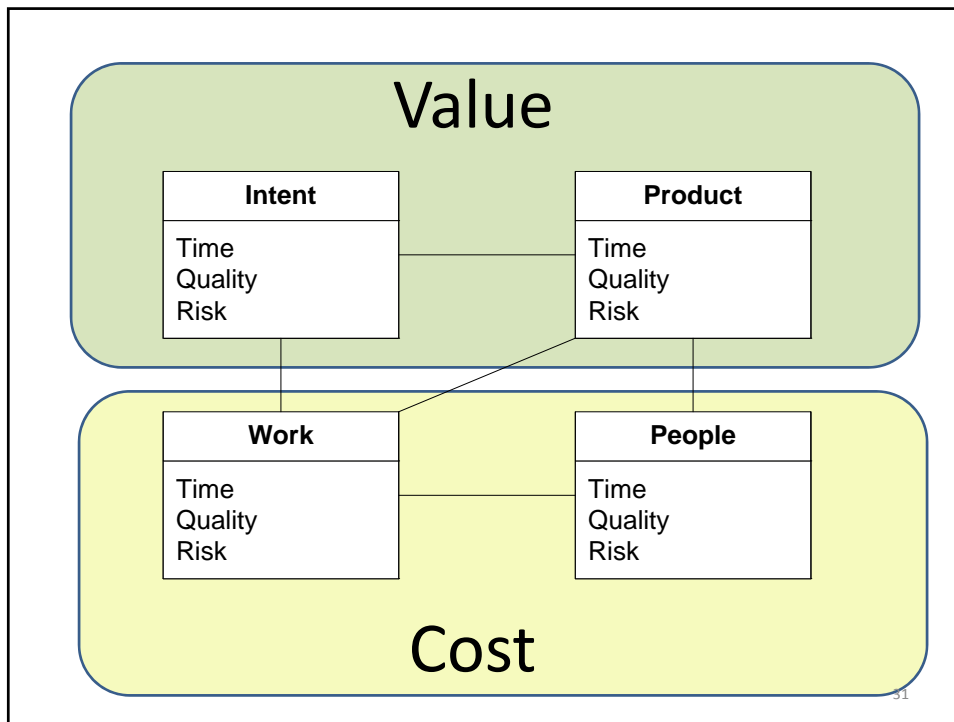 Value
Intent
Time
Quality
Risk
Product
Time
Quality
Risk
Work
Time
Quality
Risk
People
Time
Quality
Risk
Cost
31